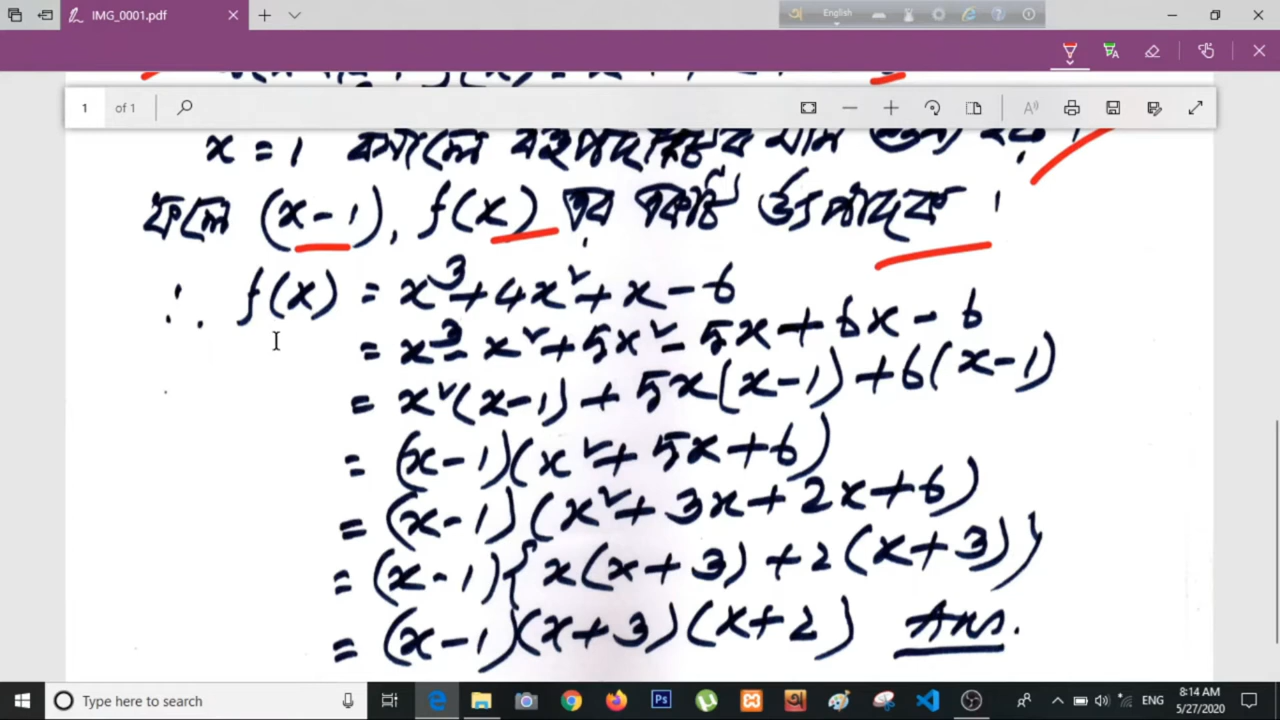 IMG_0001.pdf
English
1 of 1
x = 1 বসালে বহুপদীটির মান শূন্য হয়।
ফলে (x-1), f(x) এর একটি উৎপাদক।
∴ f(x) = x³+4x²+x-6
= x³-x²+5x²-5x+6x-6
= x²(x-1)+5x(x-1)+6(x-1)
= (x-1)(x²+5x+6)
= (x-1)(x²+3x+2x+6)
= (x-1){x(x+3)+2(x+3)}
= (x-1)(x+3)(x+2) Ans.
Type here to search
ENG
8:14 AM
5/27/2020